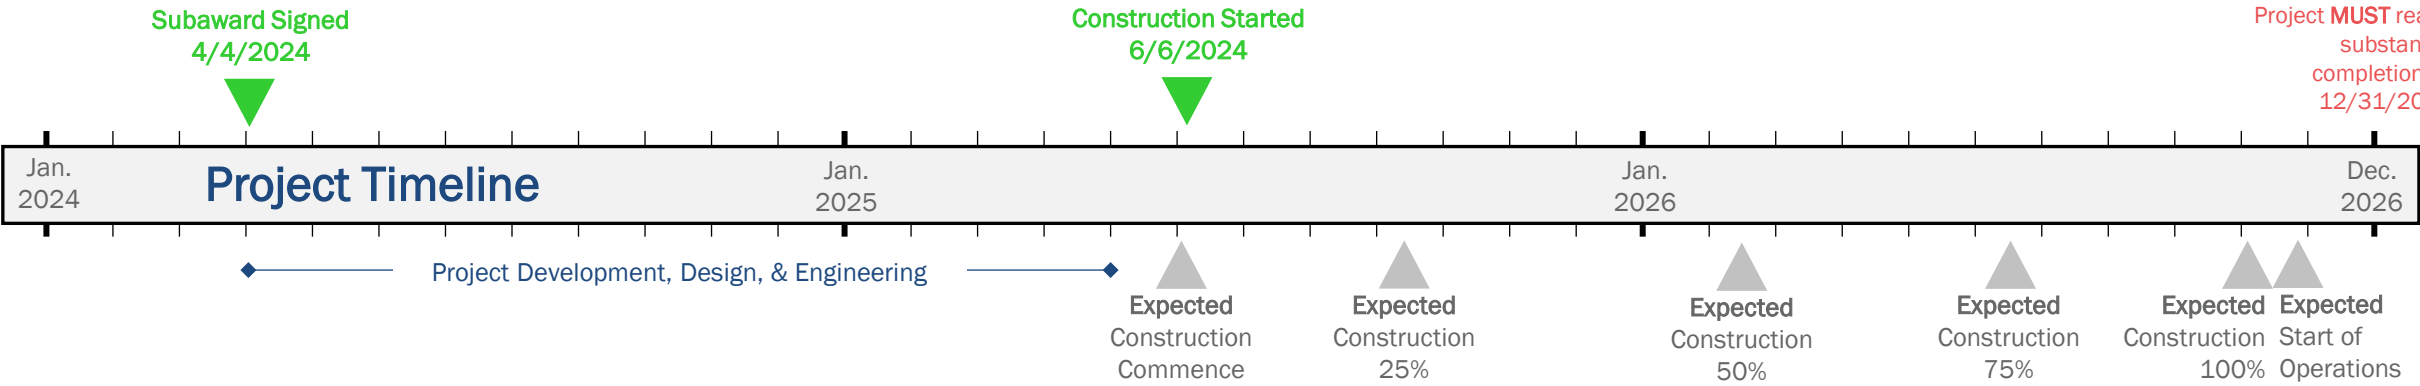 Subaward Signed
4/4/2024
Construction Started
6/6/2024
Project MUST
completion
Jan.
2024
Project Timeline
Jan.
2025
Jan.
2026
Dec.
2026
Project Development, Design, & Engineering
Expected
Construction
Commence
Expected
Construction
25%
Expected
Construction
50%
Expected
Construction
75%
Expected
Construction
100%
Expected
Start of
Operations